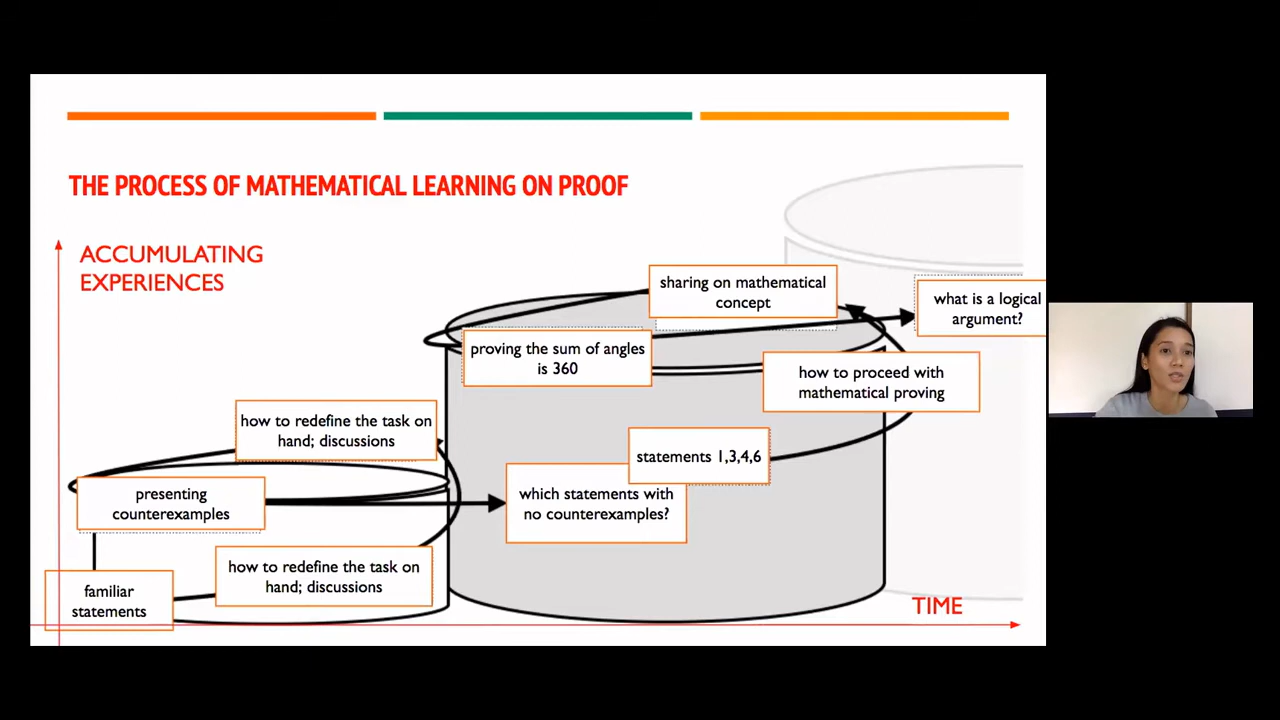 THE PROCESS OF MATHEMATICAL LEARNING ON PROOF
ACCUMULATING
EXPERIENCES
sharing on mathematical
concept
what is a logical
argument?
proving the sum of angles
is 360
how to proceed with
mathematical proving
how to redefine the task on
hand; discussions
statements 1,3,4,6
presenting
counterexamples
which statements with
no counterexamples?
how to redefine the task on
hand; discussions
familiar
statements
TIME